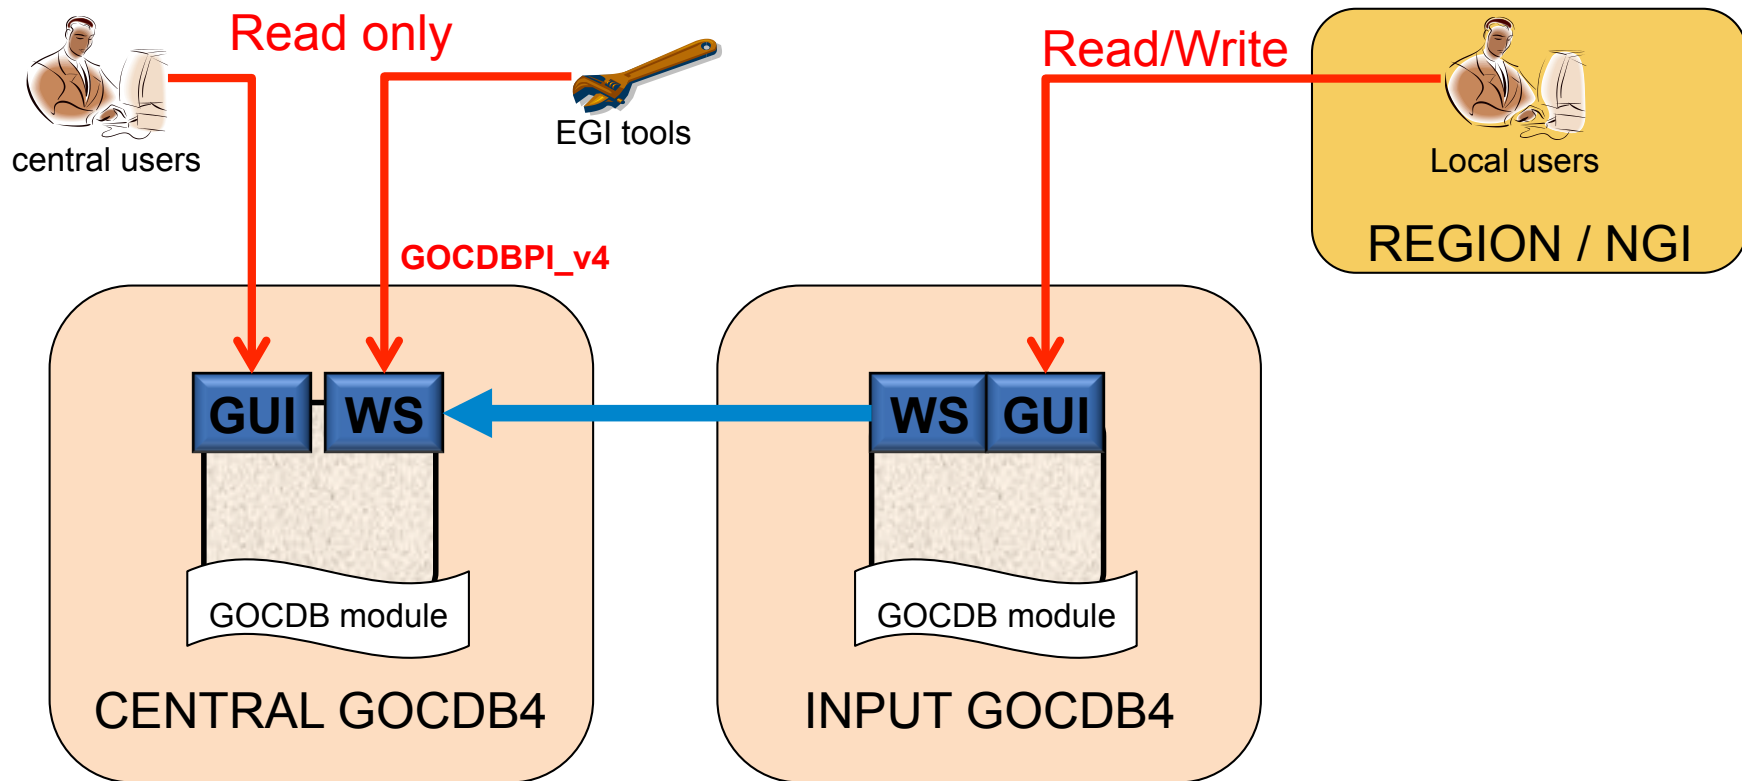 Read only
Read/Write
EGI tools
central users
Local users
REGION / NGI
GOCDBPI_v4
GUI
WS
WS
GUI
GOCDB module
GOCDB module
CENTRAL GOCDB4
INPUT GOCDB4